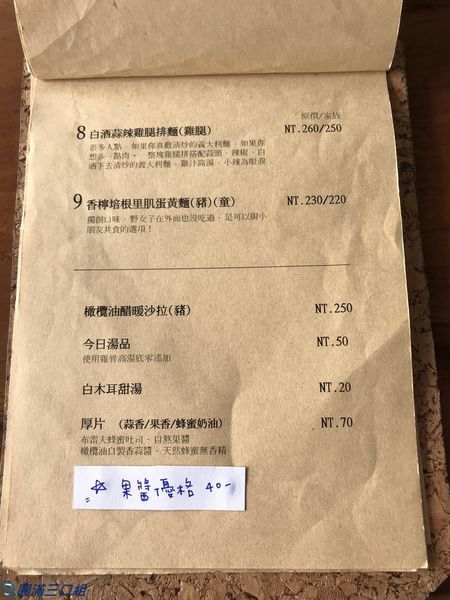 原價/家族
8 白酒蒜辣雞腿排麵(雞腿) NT.260/250
很多人點，如果你喜歡清炒的義大利麵，如果你
想多一點肉。 整塊雞腿排搭配蒜頭、辣椒、白
酒下去清炒的義大利麵，雞汁高湯，小辣為眼淚
9 香檸培根里肌蛋黃麵(豬)(童) NT.230/220
獨創口味，野女子在外面也沒吃過，是可以與小
朋友共食的選項！
橄欖油醋暖沙拉(豬) NT.250
今日湯品 NT.50
使用雞骨高湯底零添加
白木耳甜湯 NT.20
厚片 (蒜香/果香/蜂蜜奶油) NT.70
布雷夫蜂蜜吐司、自熬果醬
橄欖油自製香蒜醬、天然蜂蜜無香精
☆ 果醬優格 40-
圓滿三口組